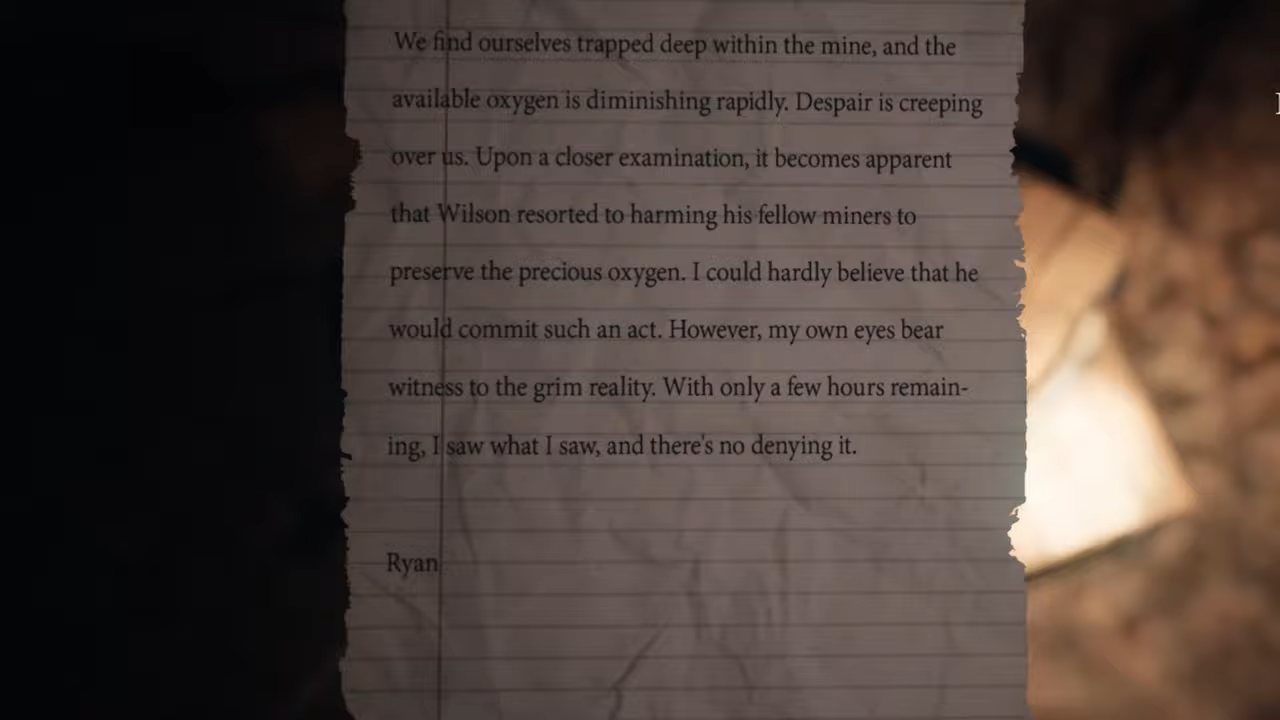 We find ourselves trapped deep within the mine, and the
available oxygen is diminishing rapidly. Despair is creeping
over us. Upon a closer examination, it becomes apparent
that Wilson resorted to harming his fellow miners to
preserve the precious oxygen. I could hardly believe that he
would commit such an act. However, my own eyes bear
witness to the grim reality. With only a few hours remain-
ing, I saw what I saw, and there's no denying it.
Ryan